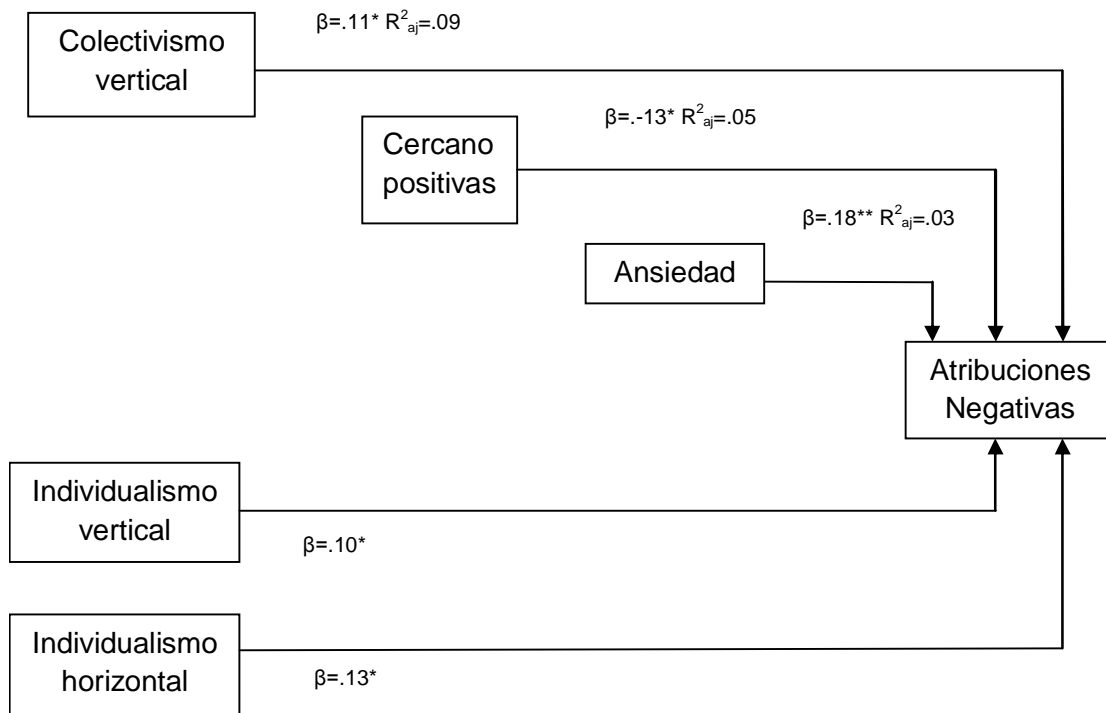 β=.11* R²aj=.09
Colectivismo
vertical
β=.-13* R²aj=.05
Cercano
positivas
β=.18** R²aj=.03
Ansiedad
Atribuciones
Negativas
Individualismo
vertical
β=.10*
Individualismo
horizontal
β=.13*